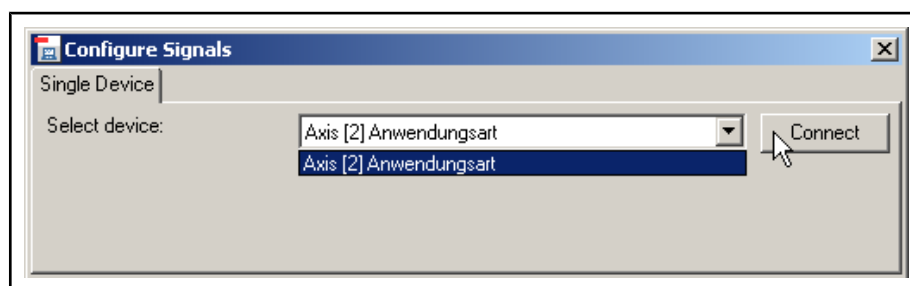 Configure Signals
Single Device
Select device:
Axis [2] Anwendungsart
Connect
Axis [2] Anwendungsart